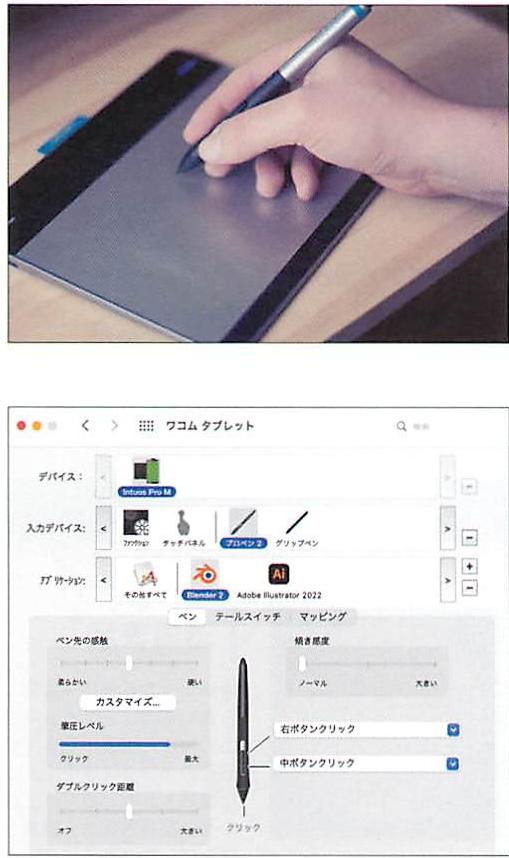 ワコム タブレット
検索
デバイス：
Intuos Pro M
入力デバイス：
ファンクション タッチパネル プロペン 2 グリップペン
アプリケーション：
その他すべて Blender 2 Adobe Illustrator 2022
Ai
ペン テールスイッチ マッピング
ペン先の感触
柔らかい 硬い
カスタマイズ...
筆圧レベル
クリック 最大
ダブルクリック距離
オフ 大きい
傾き感度
ノーマル 大きい
右ボタンクリック
中ボタンクリック
クリック